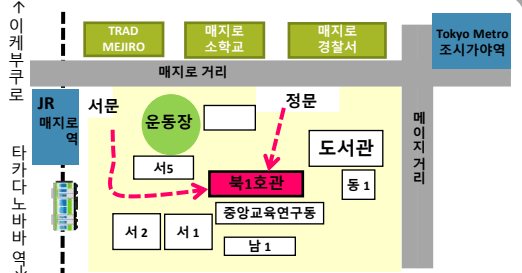 ↑이케부쿠로
TRAD
MEJIRO
매지로
소학교
매지로
경찰서
Tokyo Metro
조시가야역
매지로 거리
JR
매지로
역
서문
정문
운동장
도서관
메이지 거리
서5
북1호관
동 1
중앙교육연구동
서 2
서 1
남 1
타카다노바바 역↓